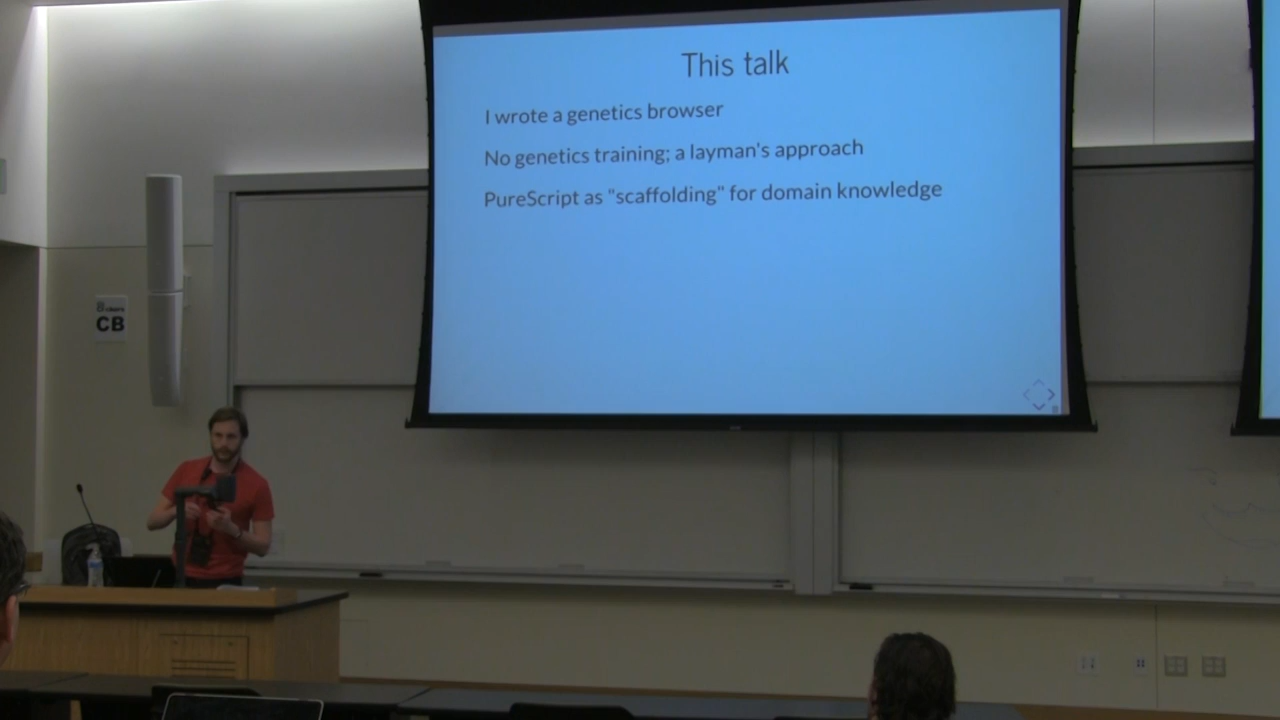 This talk
I wrote a genetics browser
No genetics training; a layman's approach
PureScript as "scaffolding" for domain knowledge
CB